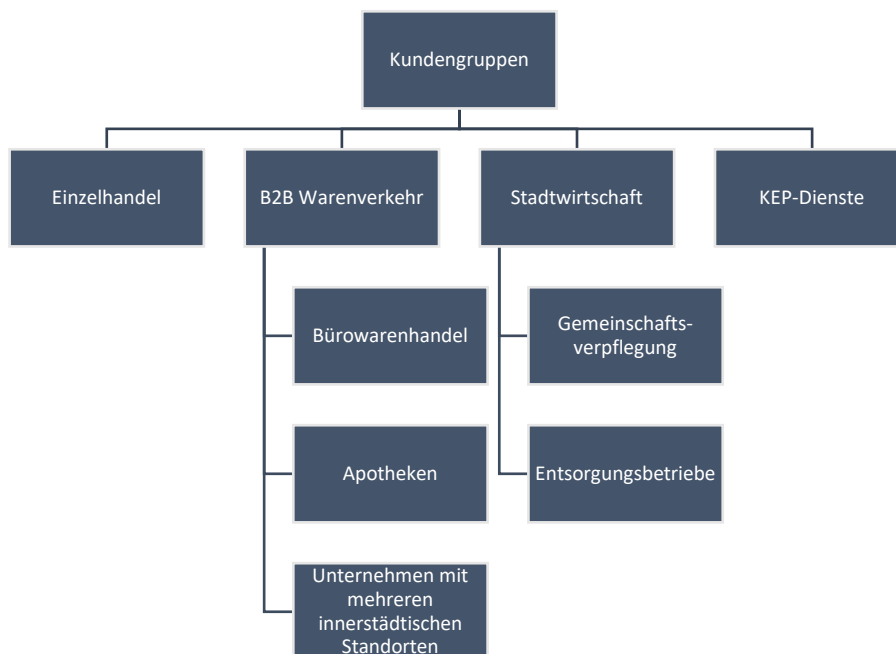 Kundengruppen
Einzelhandel
B2B Warenverkehr
Stadtwirtschaft
KEP-Dienste
Bürowarenhandel
Gemeinschafts-
verpflegung
Apotheken
Entsorgungsbetriebe
Unternehmen mit
mehreren
innerstädtischen
Standorten